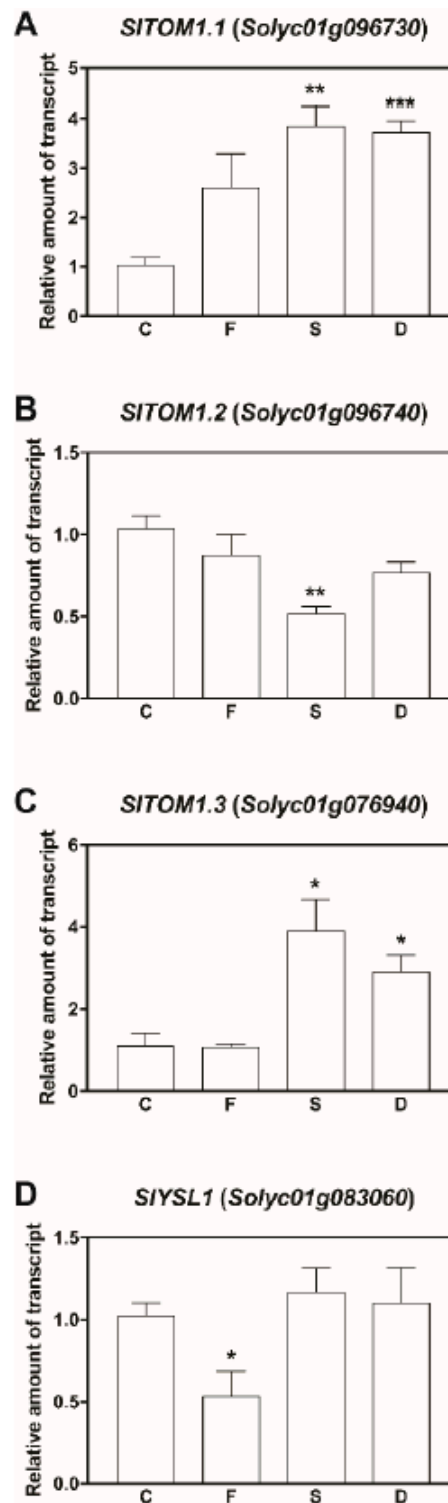 A SlTOM1.1 (Solyc01g096730)
Relative amount of transcript
5
4
3
2
1
0
** ***
C F S D
B SlTOM1.2 (Solyc01g096740)
Relative amount of transcript
1.5
1.0
0.5
0.0
**
C F S D
C SlTOM1.3 (Solyc01g076940)
Relative amount of transcript
6
4
2
0
* *
C F S D
D SlYSL1 (Solyc01g083060)
Relative amount of transcript
1.5
1.0
0.5
0.0
*
C F S D